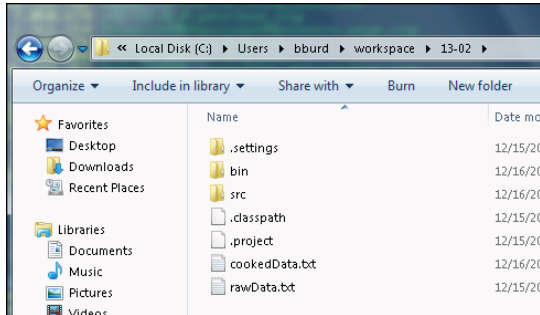 « Local Disk (C:) ▸ Users ▸ bburd ▸ workspace ▸ 13-02 ▸
Organize ▾ Include in library ▾ Share with ▾ Burn New folder
Name Date mo
Favorites
Desktop
Downloads
Recent Places
Libraries
Documents
Music
Pictures
Videos
.settings 12/15/20
bin 12/16/20
src 12/16/20
.classpath 12/15/20
.project 12/15/20
cookedData.txt 12/16/20
rawData.txt 12/15/20